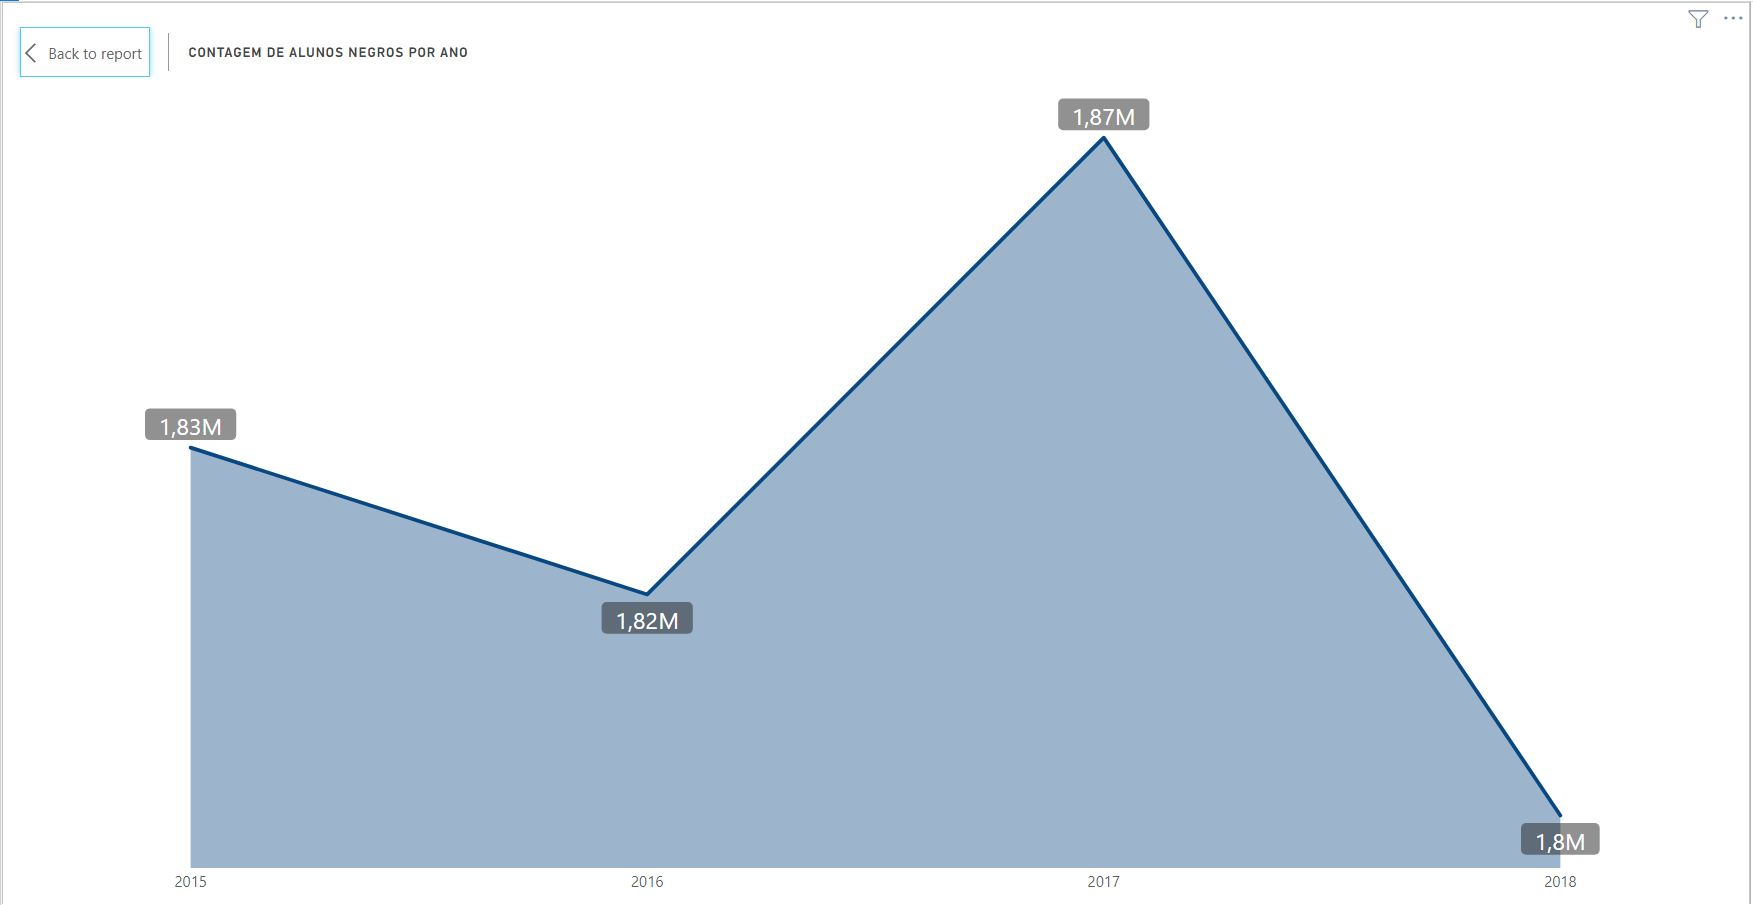 Back to report
CONTAGEM DE ALUNOS NEGROS POR ANO
1,87M
1,83M
1,82M
1,8M
2015 2016 2017 2018